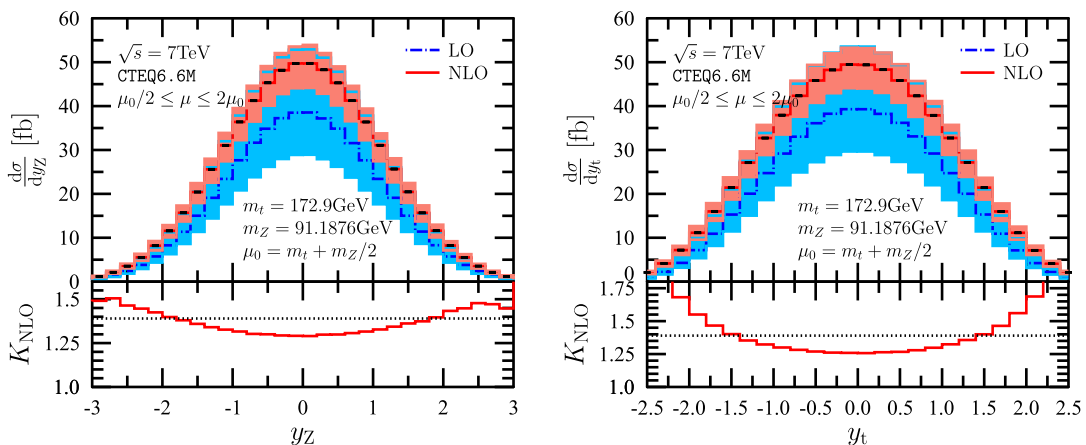 60
50
40
30
20
10
0
dσ/dy_Z [fb]
√s = 7TeV
CTEQ6.6M
μ_0/2 ≤ μ ≤ 2μ_0
LO
NLO
m_t = 172.9GeV
m_Z = 91.1876GeV
μ_0 = m_t + m_Z/2
1.5
1.25
1.0
K_NLO
-3 -2 -1 0 1 2 3
y_Z
60
50
40
30
20
10
0
dσ/dy_t [fb]
√s = 7TeV
CTEQ6.6M
μ_0/2 ≤ μ ≤ 2μ_0
LO
NLO
m_t = 172.9GeV
m_Z = 91.1876GeV
μ_0 = m_t + m_Z/2
1.75
1.5
1.25
1.0
K_NLO
-2.5 -2.0 -1.5 -1.0 -0.5 0.0 0.5 1.0 1.5 2.0 2.5
y_t